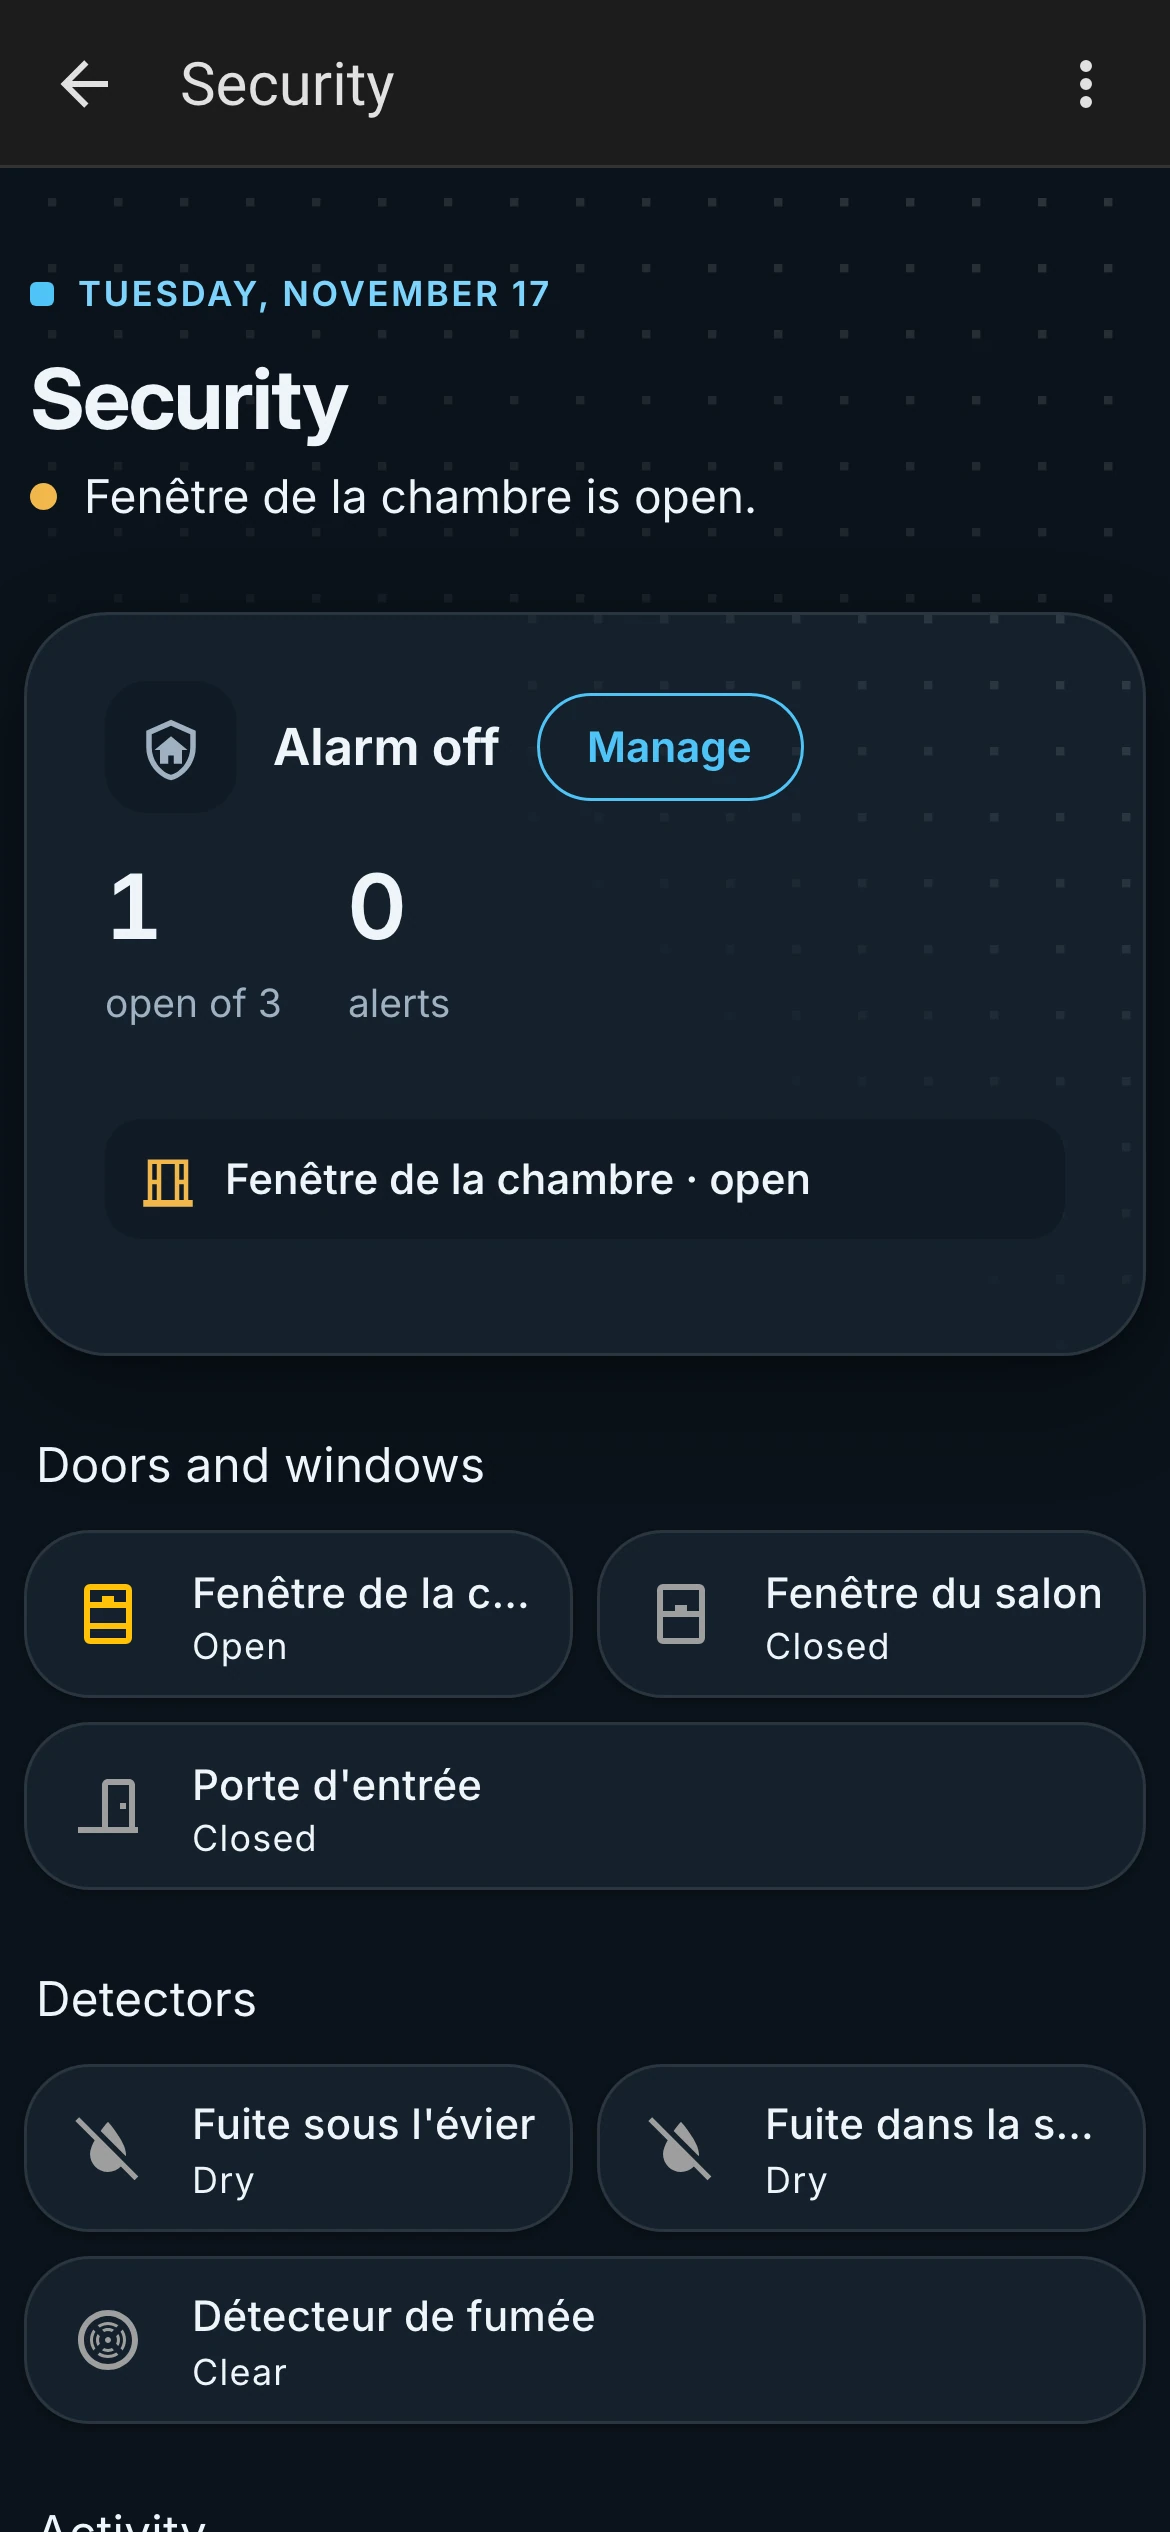 Security
TUESDAY, NOVEMBER 17
Security
Fenêtre de la chambre is open.
Alarm off
Manage
1
0
open of 3
alerts
Fenêtre de la chambre · open
Doors and windows
Fenêtre de la c...
Open
Fenêtre du salon
Closed
Porte d'entrée
Closed
Detectors
Fuite sous l'évier
Dry
Fuite dans la s...
Dry
Détecteur de fumée
Clear
Activity